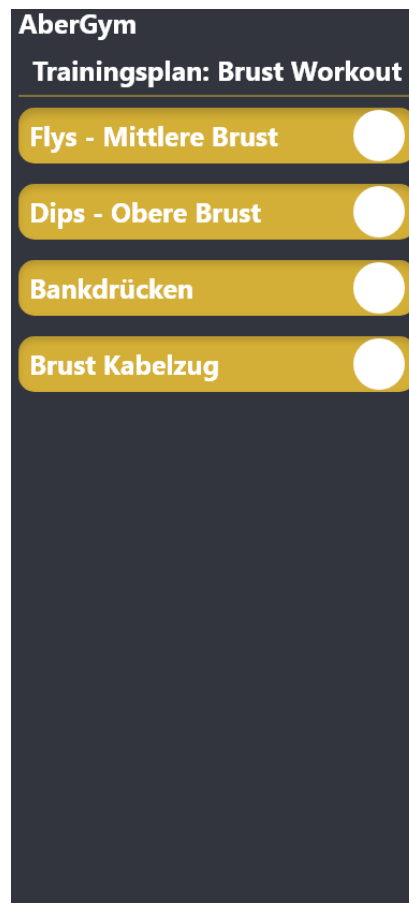 AberGym
Trainingsplan: Brust Workout
Flys - Mittlere Brust
Dips - Obere Brust
Bankdrücken
Brust Kabelzug